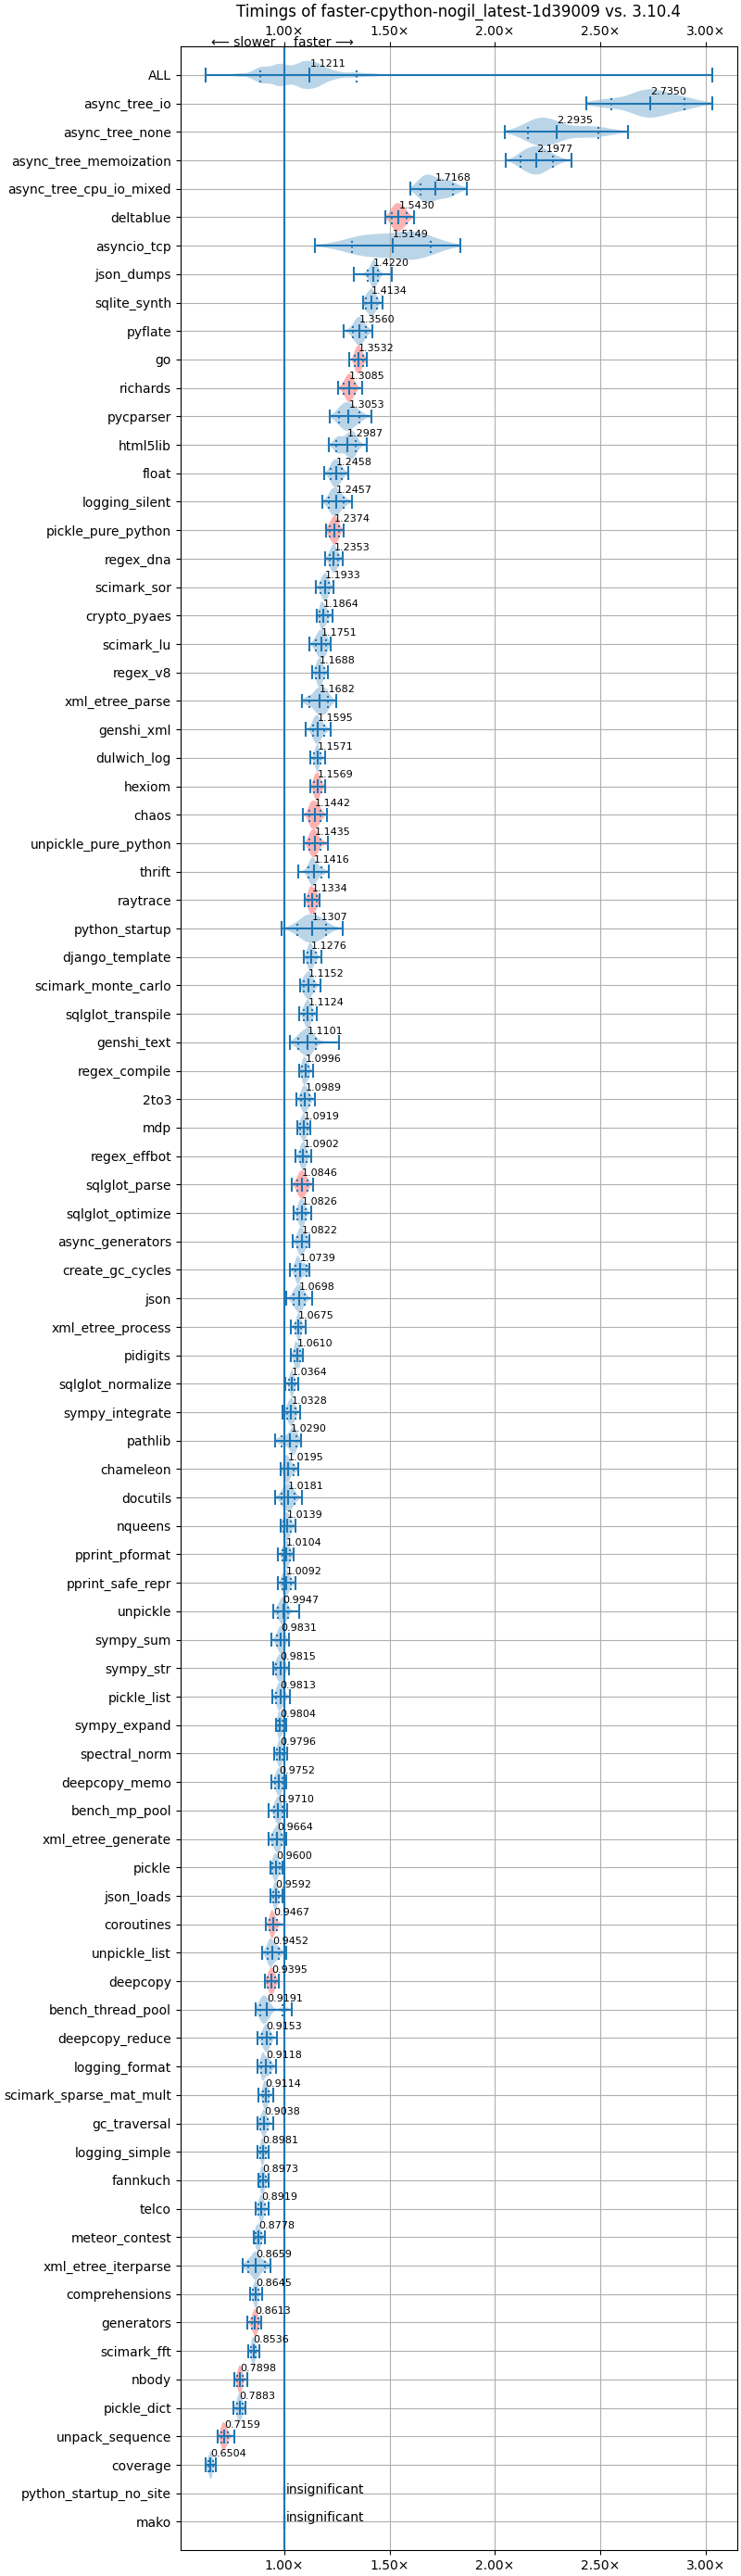 Timings of faster-cpython-nogil_latest-1d39009 vs. 3.10.4
1.00× 1.50× 2.00× 2.50× 3.00×
⟵ slower faster ⟶
ALL 1.1211
async_tree_io 2.7350
async_tree_none 2.2935
async_tree_memoization 2.1977
async_tree_cpu_io_mixed 1.7168
deltablue 1.5430
asyncio_tcp 1.5149
json_dumps 1.4220
sqlite_synth 1.4134
pyflate 1.3560
go 1.3532
richards 1.3085
pycparser 1.3053
html5lib 1.2987
float 1.2458
logging_silent 1.2457
pickle_pure_python 1.2374
regex_dna 1.2353
scimark_sor 1.1933
crypto_pyaes 1.1864
scimark_lu 1.1751
regex_v8 1.1688
xml_etree_parse 1.1682
genshi_xml 1.1595
dulwich_log 1.1571
hexiom 1.1569
chaos 1.1442
unpickle_pure_python 1.1435
thrift 1.1416
raytrace 1.1334
python_startup 1.1307
django_template 1.1276
scimark_monte_carlo 1.1152
sqlglot_transpile 1.1124
genshi_text 1.1101
regex_compile 1.0996
2to3 1.0989
mdp 1.0919
regex_effbot 1.0902
sqlglot_parse 1.0846
sqlglot_optimize 1.0826
async_generators 1.0822
create_gc_cycles 1.0739
json 1.0698
xml_etree_process 1.0675
pidigits 1.0610
sqlglot_normalize 1.0364
sympy_integrate 1.0328
pathlib 1.0290
chameleon 1.0195
docutils 1.0181
nqueens 1.0139
pprint_pformat 1.0104
pprint_safe_repr 1.0092
unpickle 0.9947
sympy_sum 0.9831
sympy_str 0.9815
pickle_list 0.9813
sympy_expand 0.9804
spectral_norm 0.9796
deepcopy_memo 0.9752
bench_mp_pool 0.9710
xml_etree_generate 0.9664
pickle 0.9600
json_loads 0.9592
coroutines 0.9467
unpickle_list 0.9452
deepcopy 0.9395
bench_thread_pool 0.9191
deepcopy_reduce 0.9153
logging_format 0.9118
scimark_sparse_mat_mult 0.9114
gc_traversal 0.9038
logging_simple 0.8981
fannkuch 0.8973
telco 0.8919
meteor_contest 0.8778
xml_etree_iterparse 0.8659
comprehensions 0.8645
generators 0.8613
scimark_fft 0.8536
nbody 0.7898
pickle_dict 0.7883
unpack_sequence 0.7159
coverage 0.6504
python_startup_no_site insignificant
mako insignificant
1.00× 1.50× 2.00× 2.50× 3.00×